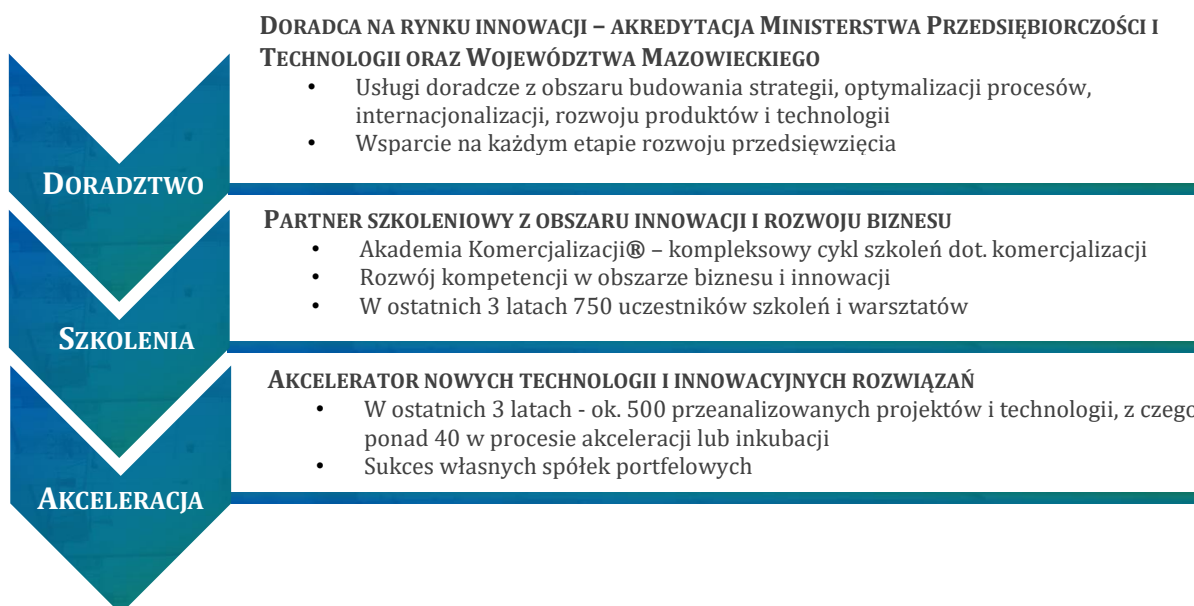 DORADCA NA RYNKU INNOWACJI – AKREDYTACJA MINISTERSTWA PRZEDSIĘBIORCZOŚCI I
TECHNOLOGII ORAZ WOJEWÓDZTWA MAZOWIECKIEGO
• Usługi doradcze z obszaru budowania strategii, optymalizacji procesów,
internacjonalizacji, rozwoju produktów i technologii
• Wsparcie na każdym etapie rozwoju przedsięwzięcia
DORADZTWO
PARTNER SZKOLENIOWY Z OBSZARU INNOWACJI I ROZWOJU BIZNESU
• Akademia Komercjalizacji® – kompleksowy cykl szkoleń dot. komercjalizacji
• Rozwój kompetencji w obszarze biznesu i innowacji
• W ostatnich 3 latach 750 uczestników szkoleń i warsztatów
SZKOLENIA
AKCELERATOR NOWYCH TECHNOLOGII I INNOWACYJNYCH ROZWIĄZAŃ
• W ostatnich 3 latach - ok. 500 przeanalizowanych projektów i technologii, z czego
ponad 40 w procesie akceleracji lub inkubacji
• Sukces własnych spółek portfelowych
AKCELERACJA